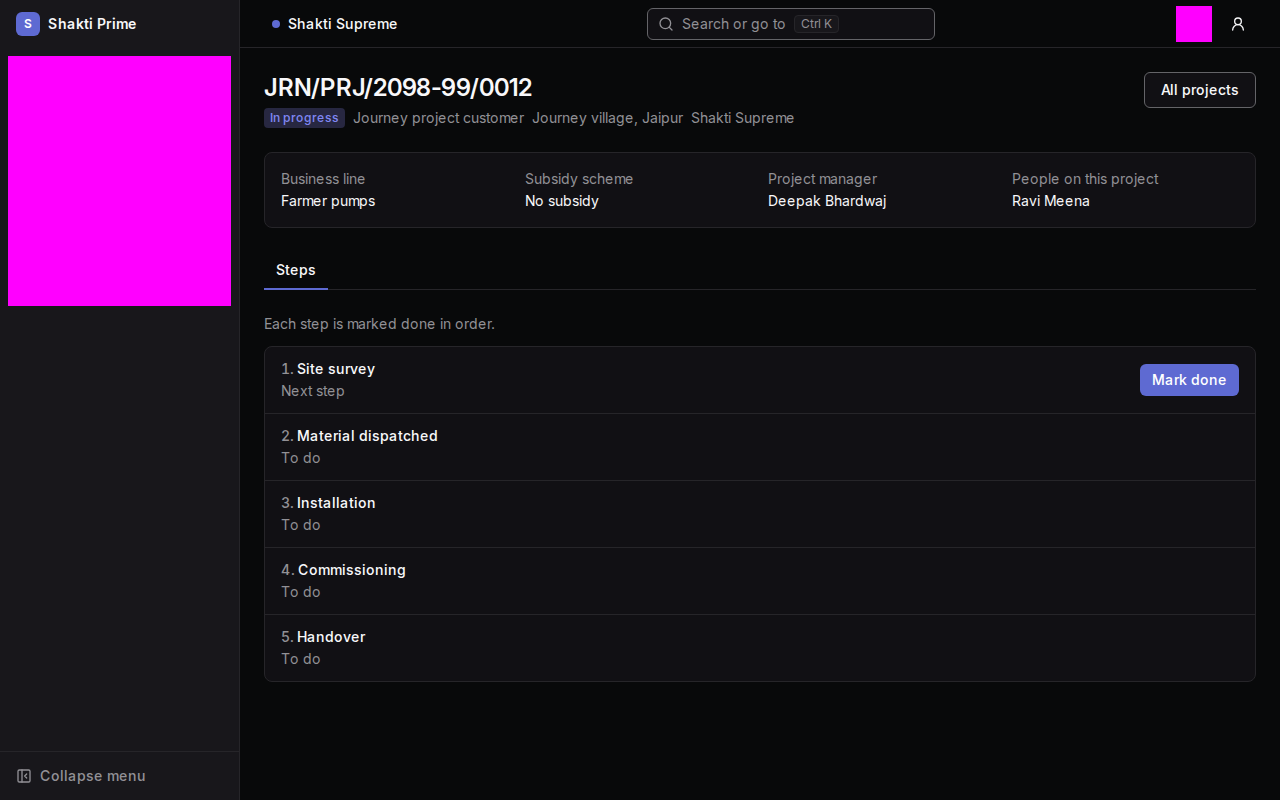 S Shakti Prime
Shakti Supreme
Search or go to Ctrl K
JRN/PRJ/2098-99/0012
All projects
In progress Journey project customer Journey village, Jaipur Shakti Supreme
Business line
Farmer pumps
Subsidy scheme
No subsidy
Project manager
Deepak Bhardwaj
People on this project
Ravi Meena
Steps
Each step is marked done in order.
1. Site survey
Next step
Mark done
2. Material dispatched
To do
3. Installation
To do
4. Commissioning
To do
5. Handover
To do
Collapse menu